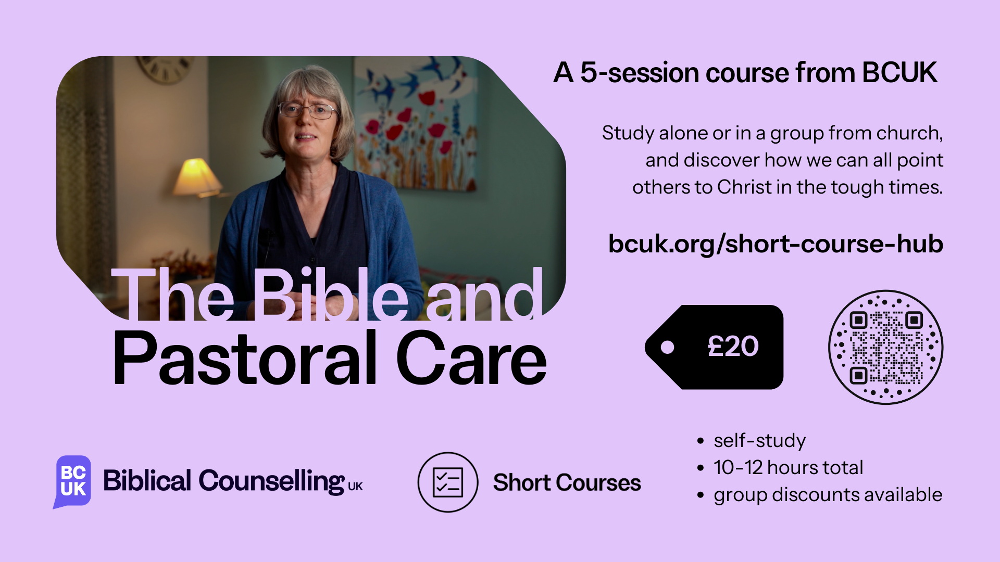 A 5-session course from BCUK
Study alone or in a group from church,
and discover how we can all point
others to Christ in the tough times.
bcuk.org/short-course-hub
The Bible and
Pastoral Care
£20
BC
UK
Biblical Counselling UK
Short Courses
• self-study
• 10-12 hours total
• group discounts available